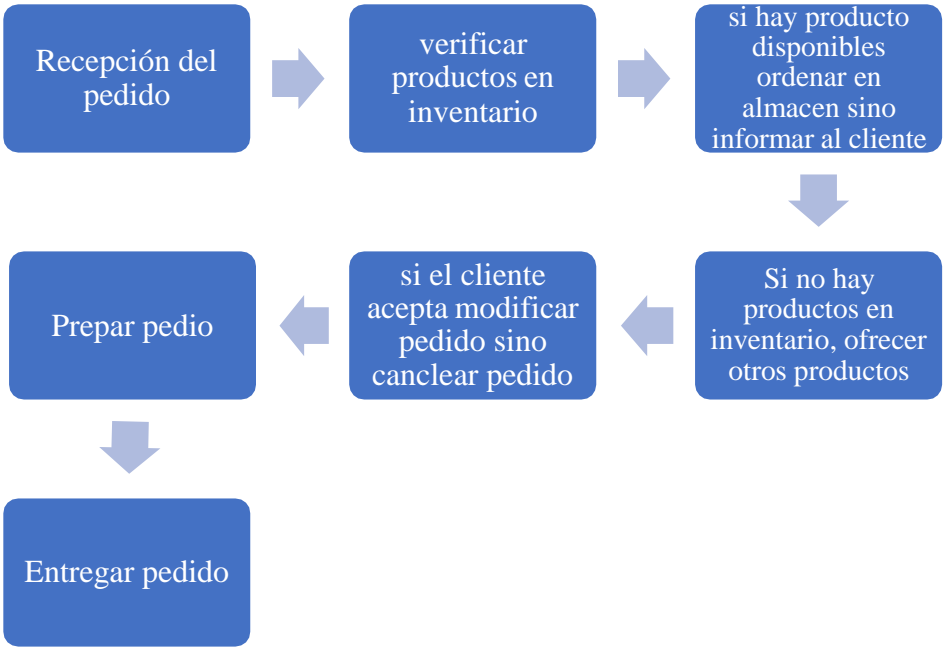 Recepción del
pedido
verificar
productos en
inventario
si hay producto
disponibles
ordenar en
almacen sino
informar al cliente
Si no hay
productos en
inventario, ofrecer
otros productos
si el cliente
acepta modificar
pedido sino
canclear pedido
Prepar pedio
Entregar pedido